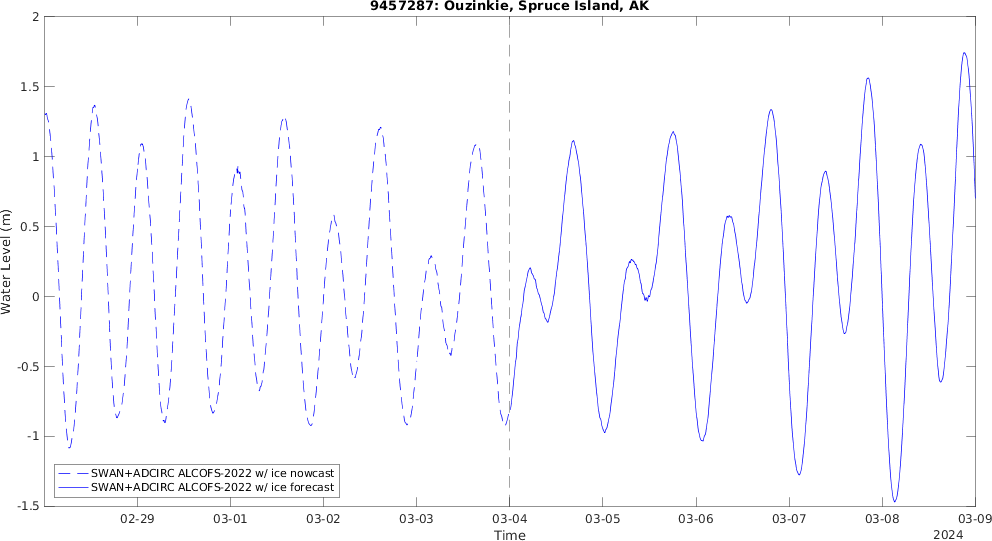 9457287: Ouzinkie, Spruce Island, AK
2
1.5
1
0.5
0
-0.5
-1
-1.5
Water Level (m)
SWAN+ADCIRC ALCOFS-2022 w/ ice nowcast
SWAN+ADCIRC ALCOFS-2022 w/ ice forecast
02-29 03-01 03-02 03-03 03-04 03-05 03-06 03-07 03-08 03-09
Time
2024